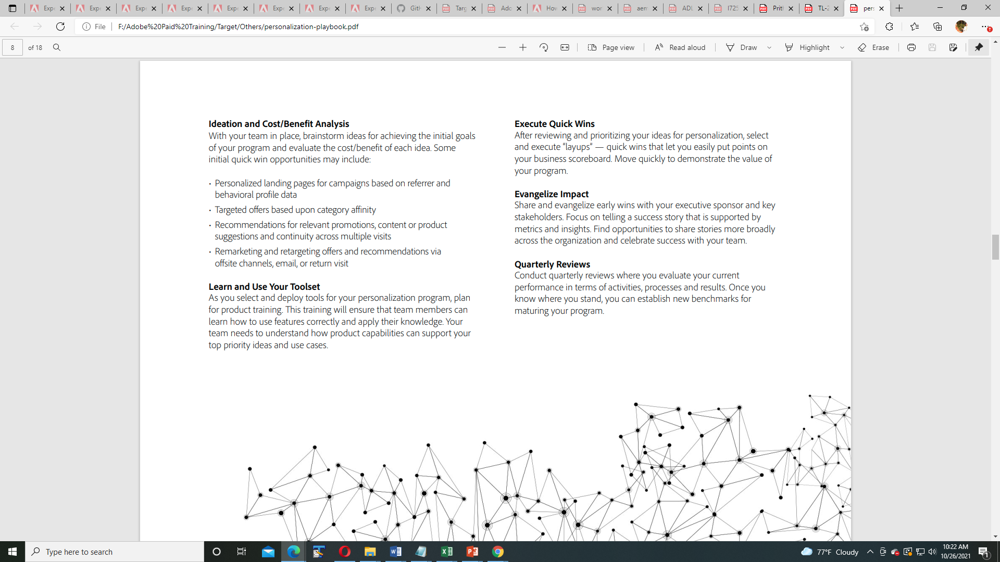 Expe
Expe
Expe
Expe
Expe
Expe
Expe
Expe
Gith
Targ
Ado
How
wor
aem
ADL
I725
Prit
TL-2
pers
File
F:/Adobe%20Paid%20Training/Target/Others/personalization-playbook.pdf
8 of 18
Page view
Read aloud
Draw
Highlight
Erase
Ideation and Cost/Benefit Analysis
With your team in place, brainstorm ideas for achieving the initial goals
of your program and evaluate the cost/benefit of each idea. Some
initial quick win opportunities may include:
• Personalized landing pages for campaigns based on referrer and
behavioral profile data
• Targeted offers based upon category affinity
• Recommendations for relevant promotions, content or product
suggestions and continuity across multiple visits
• Remarketing and retargeting offers and recommendations via
offsite channels, email, or return visit
Learn and Use Your Toolset
As you select and deploy tools for your personalization program, plan
for product training. This training will ensure that team members can
learn how to use features correctly and apply their knowledge. Your
team needs to understand how product capabilities can support your
top priority ideas and use cases.
Execute Quick Wins
After reviewing and prioritizing your ideas for personalization, select
and execute “layups” — quick wins that let you easily put points on
your business scoreboard. Move quickly to demonstrate the value of
your program.
Evangelize Impact
Share and evangelize early wins with your executive sponsor and key
stakeholders. Focus on telling a success story that is supported by
metrics and insights. Find opportunities to share stories more broadly
across the organization and celebrate success with your team.
Quarterly Reviews
Conduct quarterly reviews where you evaluate your current
performance in terms of activities, processes and results. Once you
know where you stand, you can establish new benchmarks for
maturing your program.
Type here to search
77°F Cloudy
10:22 AM
10/26/2021
1